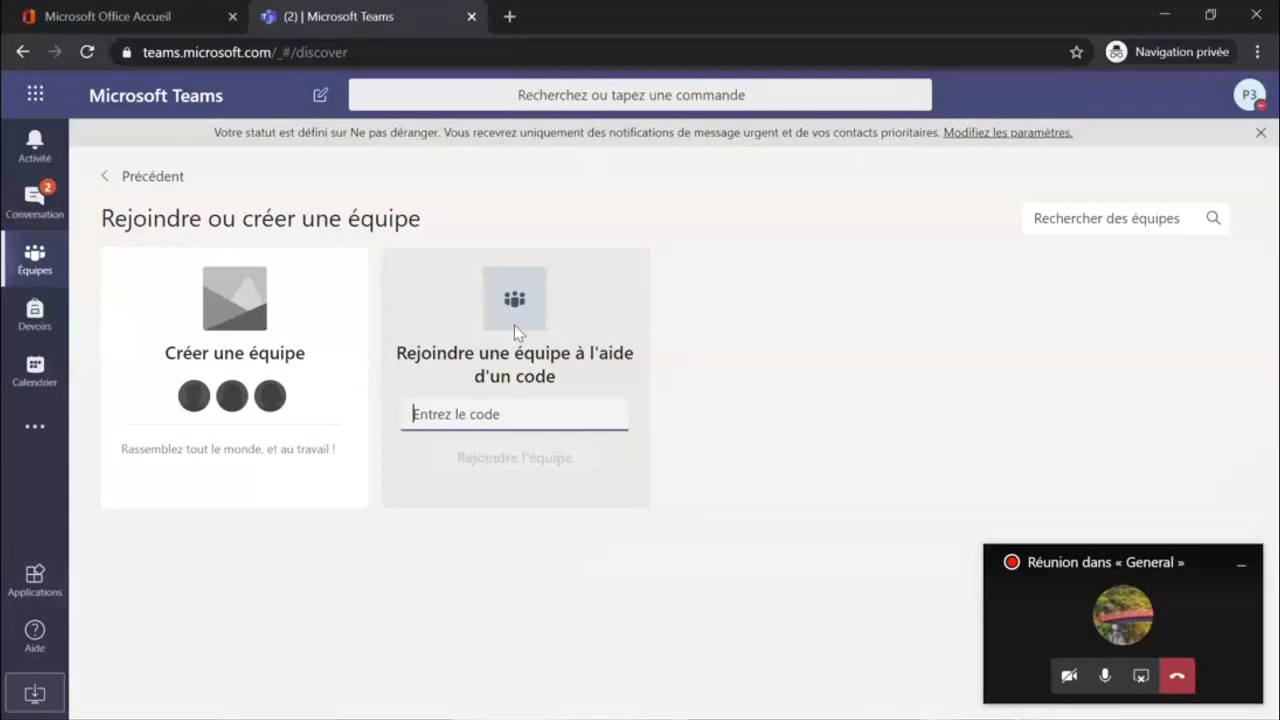 Microsoft Office Accueil
(2) | Microsoft Teams
teams.microsoft.com/_#/discover
Navigation privée
Microsoft Teams
Recherchez ou tapez une commande
P3
Votre statut est défini sur Ne pas déranger. Vous recevrez uniquement des notifications de message urgent et de vos contacts prioritaires. Modifiez les paramètres.
Activité
2
Conversation
Équipes
Devoirs
Calendrier
Applications
Aide
Précédent
Rejoindre ou créer une équipe
Rechercher des équipes
Créer une équipe
Rassemblez tout le monde, et au travail !
Rejoindre une équipe à l'aide
d'un code
Entrez le code
Rejoindre l'équipe
Réunion dans « General »